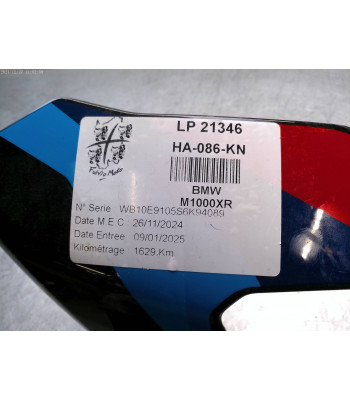 LP 21346
HA-086-KN
BMW
M1000XR
N° Serie : WB10E9105S6K94089
Date M E C : 26/11/2024
Date Entree : 09/01/2025
Kilométrage : 1629.Km